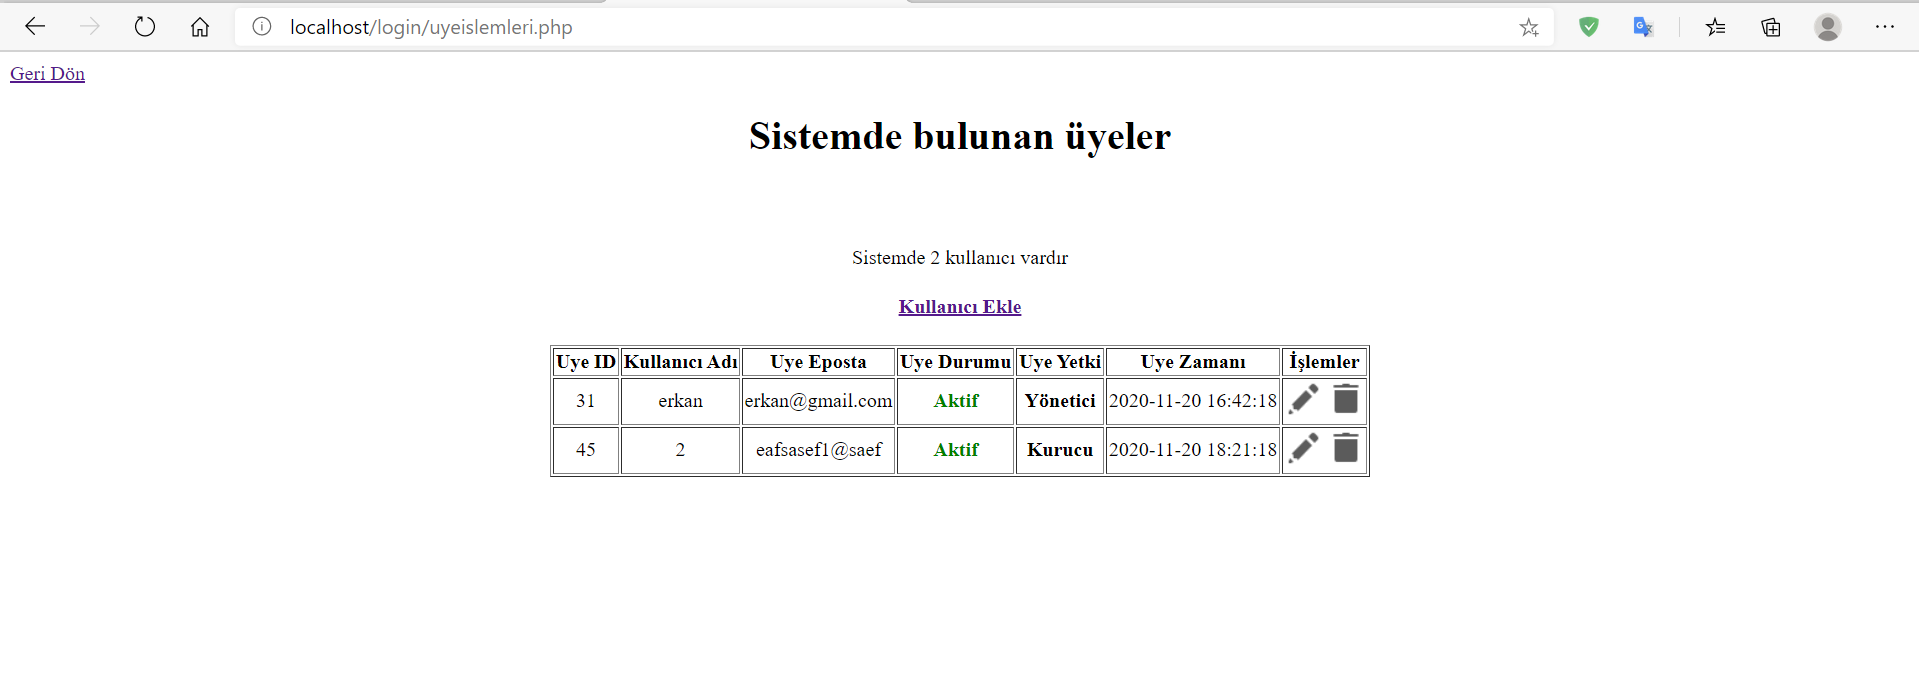 localhost/login/uyeislemleri.php
Geri Dön
Sistemde bulunan üyeler
Sistemde 2 kullanıcı vardır
Kullanıcı Ekle
Uye ID Kullanıcı Adı Uye Eposta Uye Durumu Uye Yetki Uye Zamanı İşlemler
31 erkan erkan@gmail.com Aktif Yönetici 2020-11-20 16:42:18
45 2 eafsasef1@saef Aktif Kurucu 2020-11-20 18:21:18